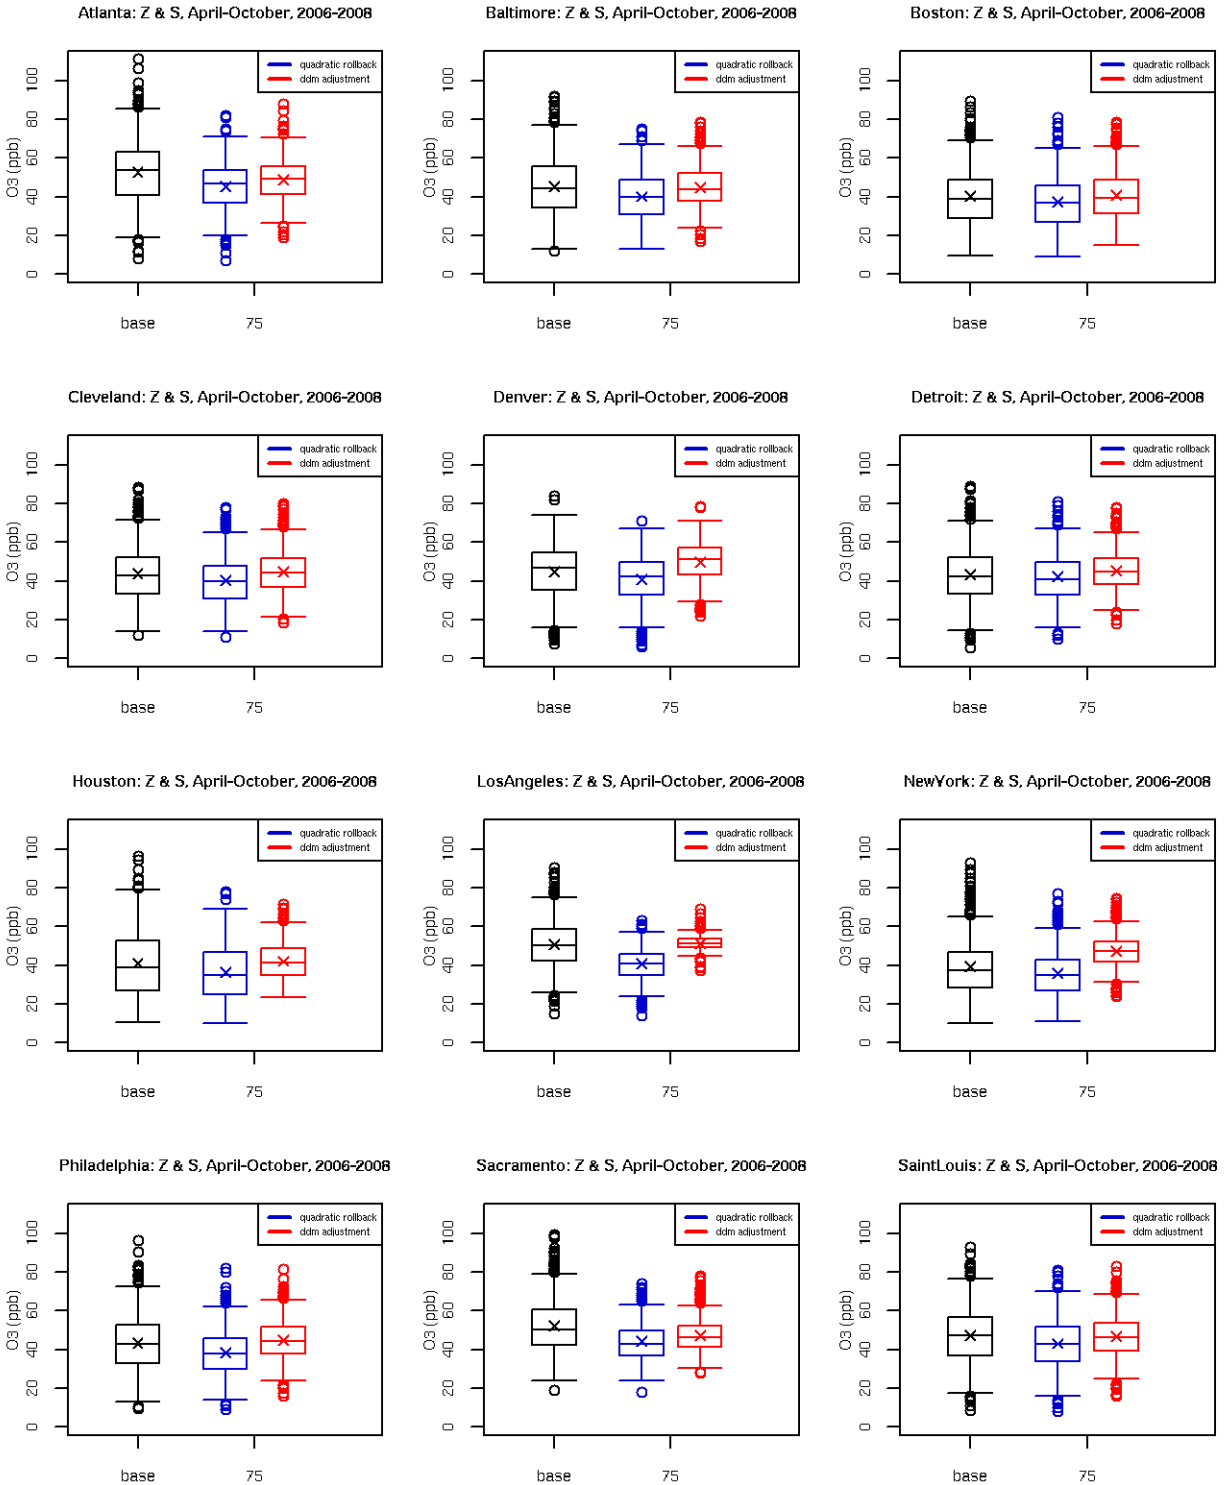 Atlanta: Z & S, April-October, 2006-2008
O3 (ppb)
0 20 40 60 80 100
quadratic rollback
ddm adjustment
base 75
Baltimore: Z & S, April-October, 2006-2008
O3 (ppb)
0 20 40 60 80 100
quadratic rollback
ddm adjustment
base 75
Boston: Z & S, April-October, 2006-2008
O3 (ppb)
0 20 40 60 80 100
quadratic rollback
ddm adjustment
base 75
Cleveland: Z & S, April-October, 2006-2008
O3 (ppb)
0 20 40 60 80 100
quadratic rollback
ddm adjustment
base 75
Denver: Z & S, April-October, 2006-2008
O3 (ppb)
0 20 40 60 80 100
quadratic rollback
ddm adjustment
base 75
Detroit: Z & S, April-October, 2006-2008
O3 (ppb)
0 20 40 60 80 100
quadratic rollback
ddm adjustment
base 75
Houston: Z & S, April-October, 2006-2008
O3 (ppb)
0 20 40 60 80 100
quadratic rollback
ddm adjustment
base 75
LosAngeles: Z & S, April-October, 2006-2008
O3 (ppb)
0 20 40 60 80 100
quadratic rollback
ddm adjustment
base 75
NewYork: Z & S, April-October, 2006-2008
O3 (ppb)
0 20 40 60 80 100
quadratic rollback
ddm adjustment
base 75
Philadelphia: Z & S, April-October, 2006-2008
O3 (ppb)
0 20 40 60 80 100
quadratic rollback
ddm adjustment
base 75
Sacramento: Z & S, April-October, 2006-2008
O3 (ppb)
0 20 40 60 80 100
quadratic rollback
ddm adjustment
base 75
SaintLouis: Z & S, April-October, 2006-2008
O3 (ppb)
0 20 40 60 80 100
quadratic rollback
ddm adjustment
base 75